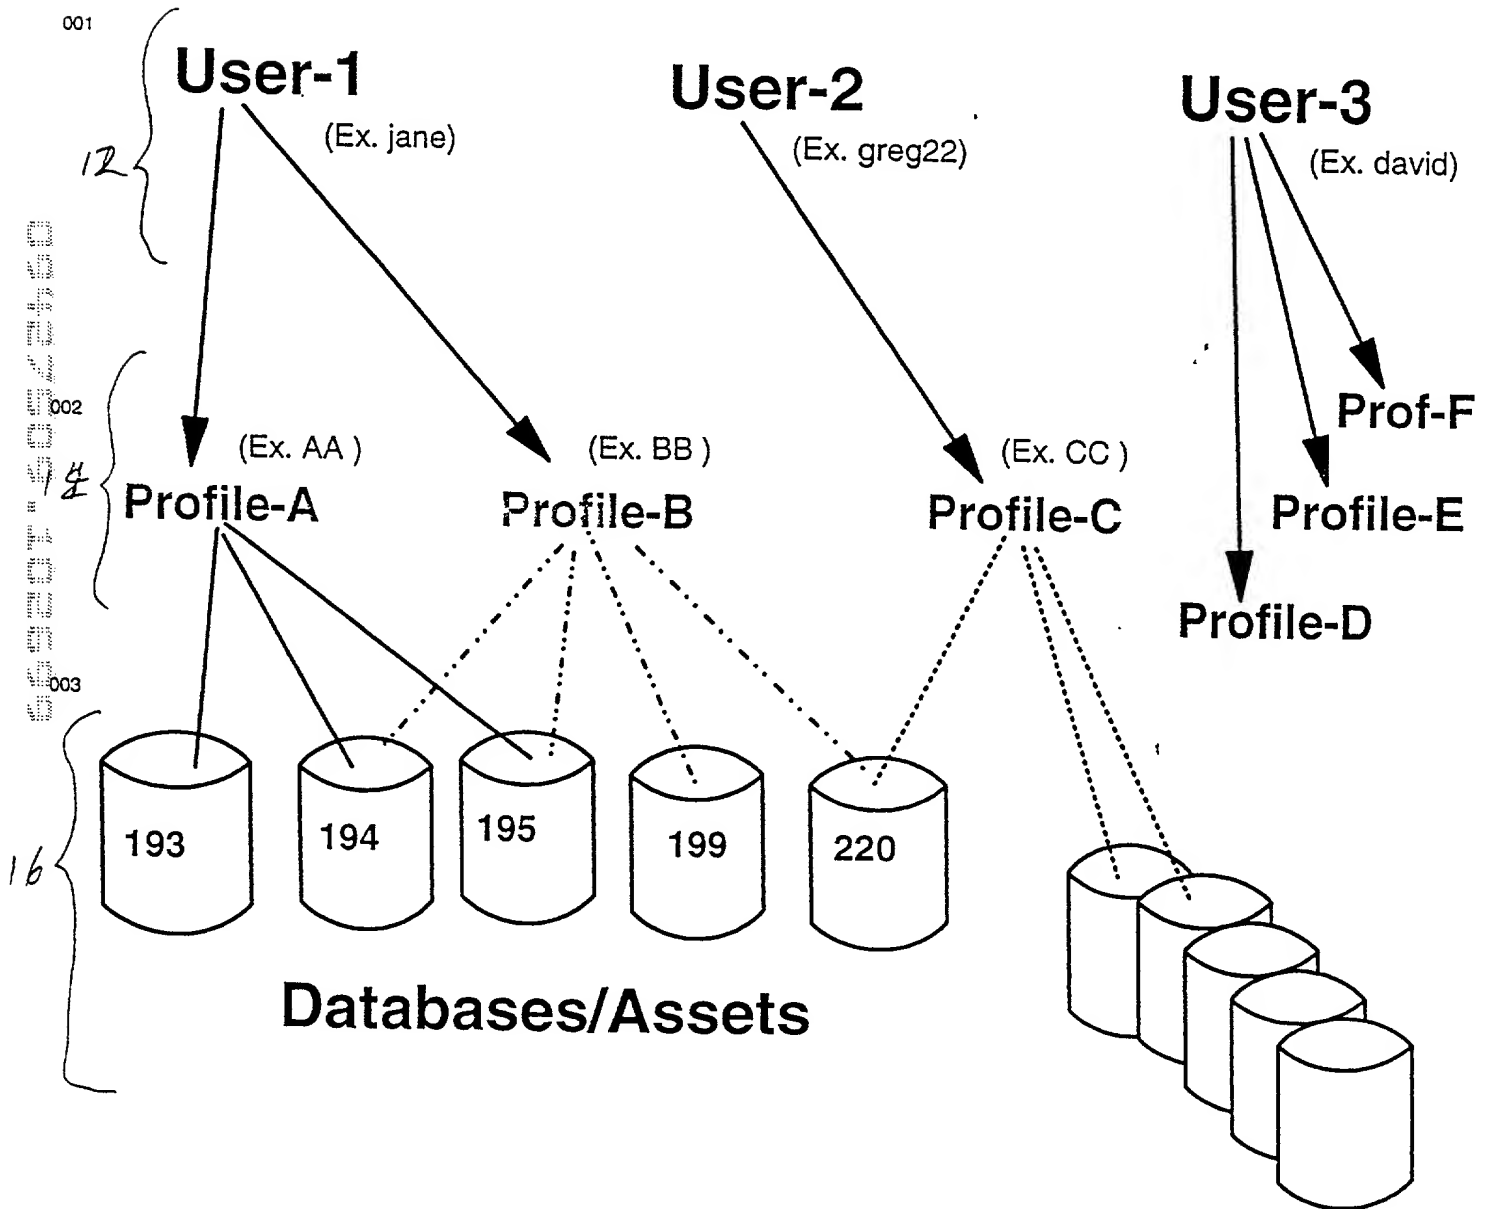 001
User-1
(Ex. jane)
User-2
(Ex. greg22)
User-3
(Ex. david)
12
002
14
(Ex. AA )
Profile-A
(Ex. BB )
Profile-B
(Ex. CC )
Profile-C
Prof-F
Profile-E
Profile-D
003
16
193
194
195
199
220
Databases/Assets